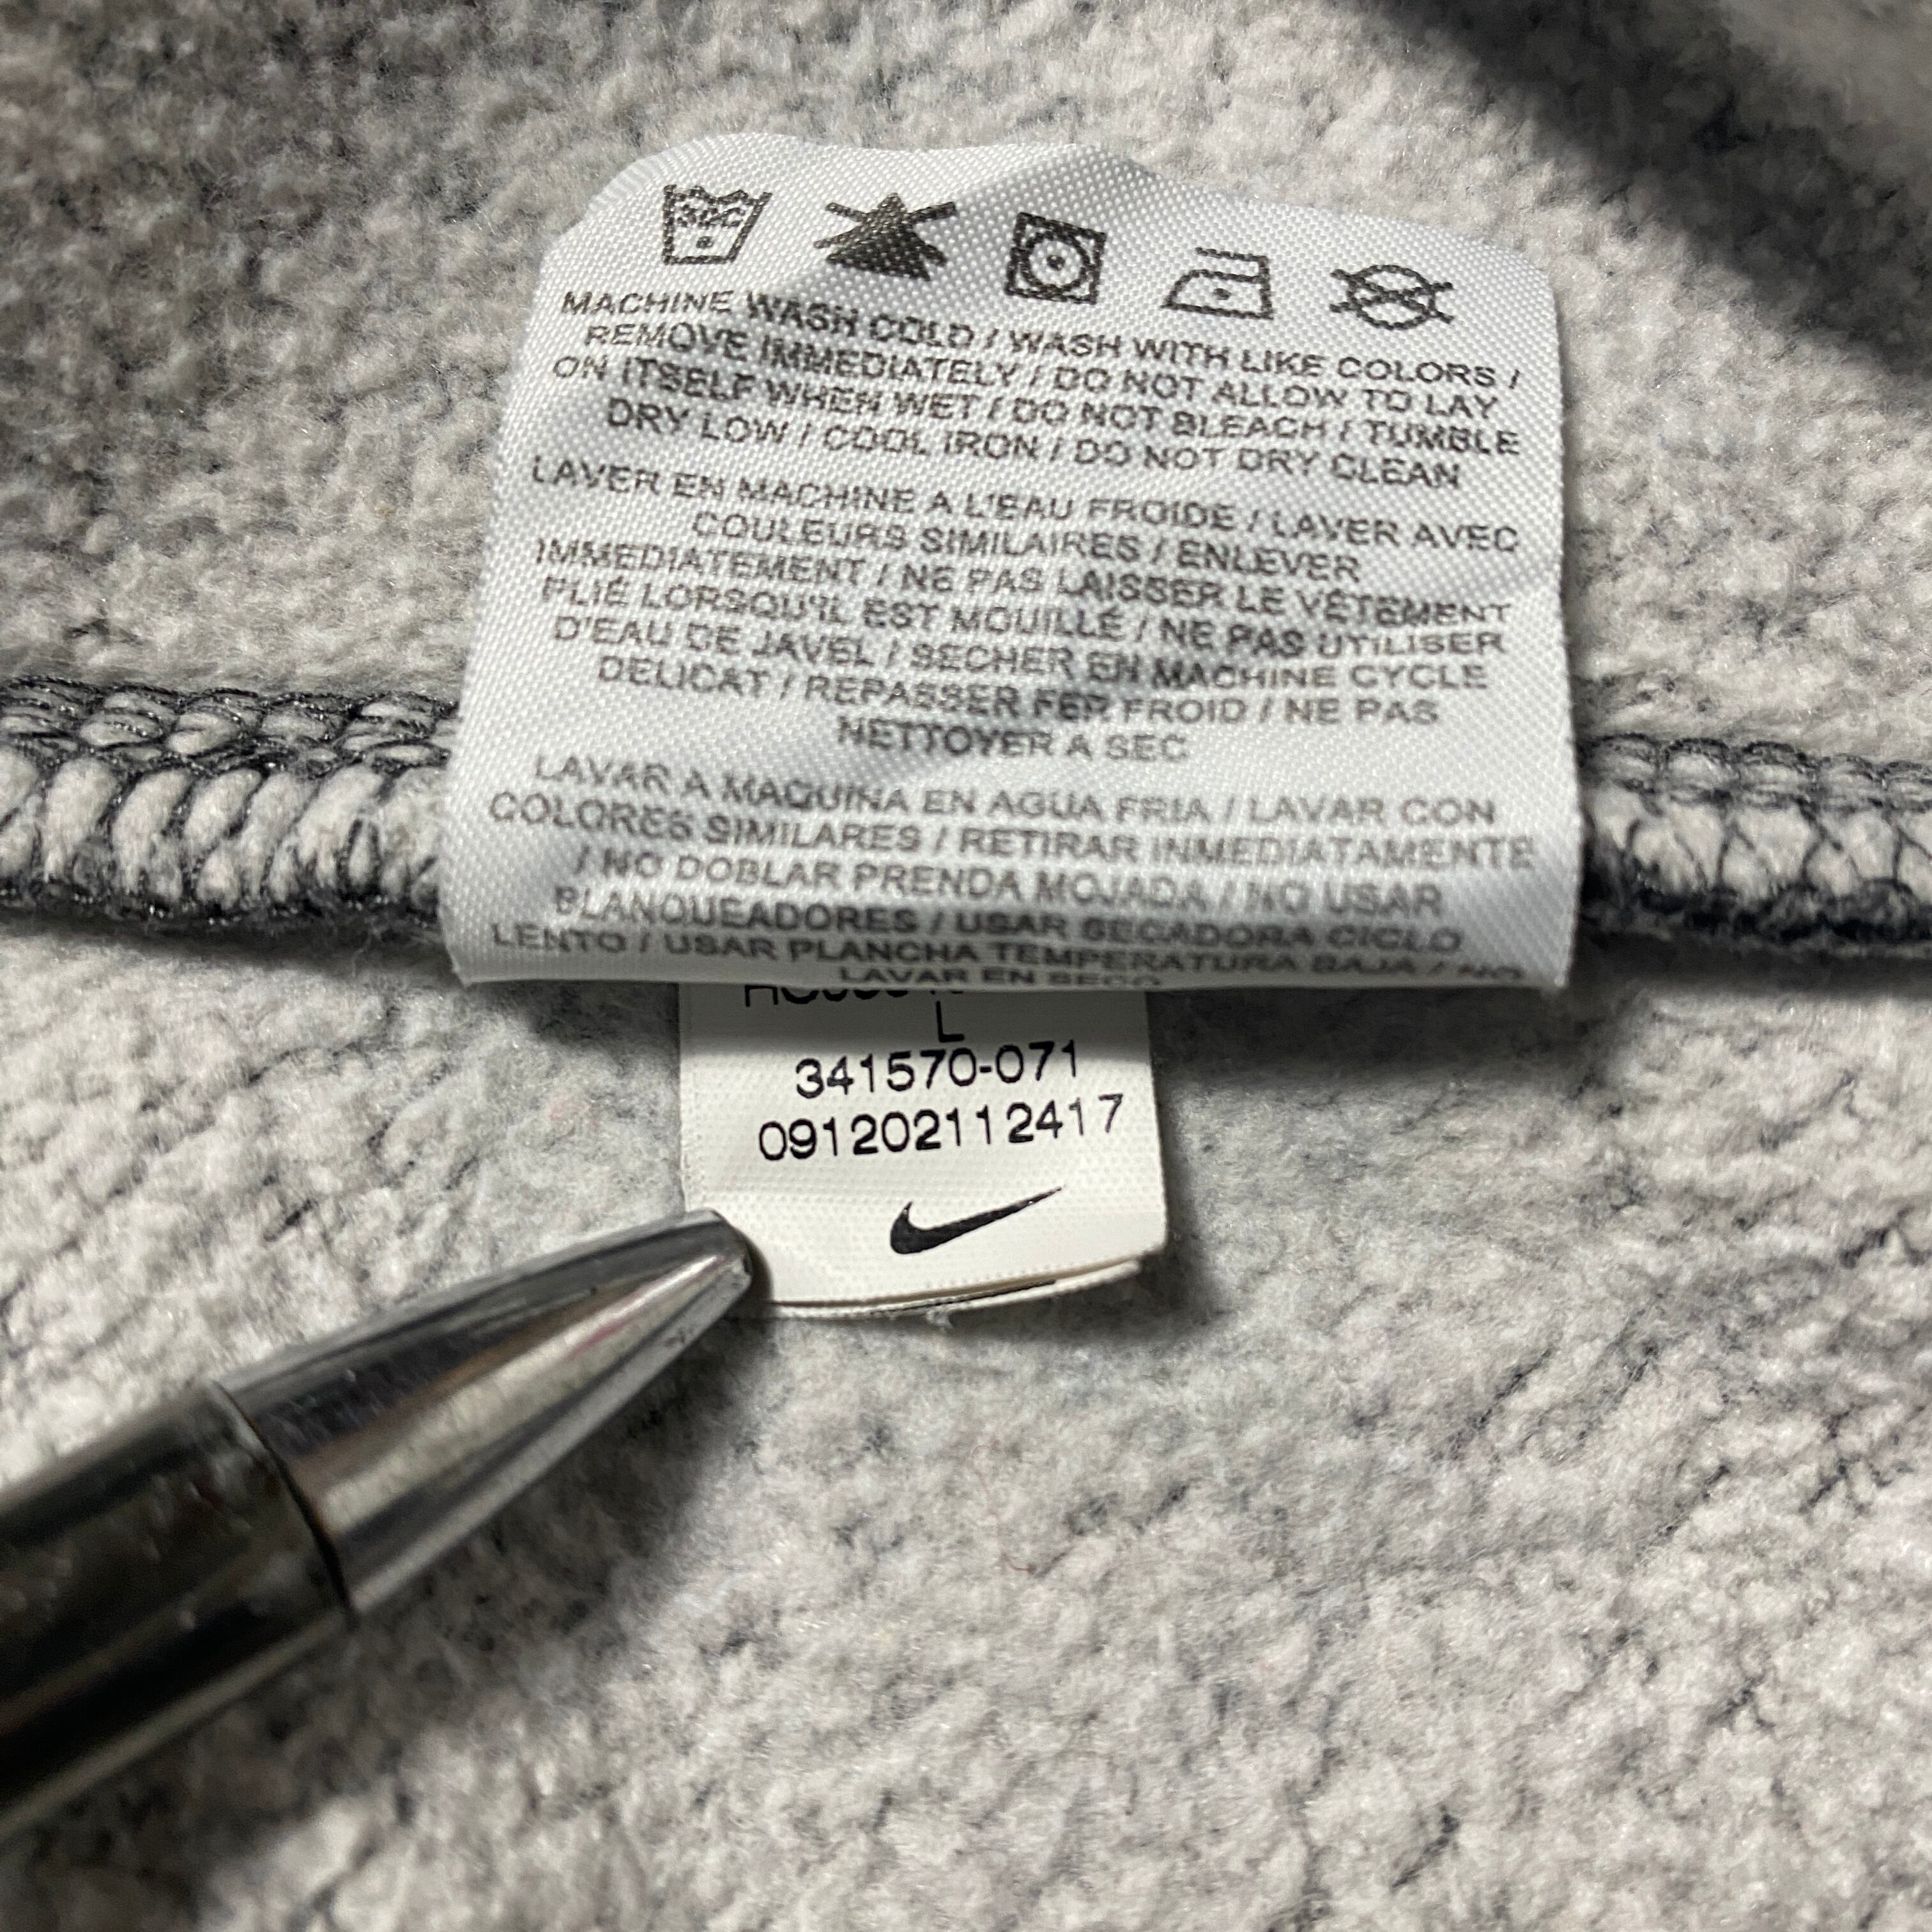 30C
MACHINE WASH COLD / WASH WITH LIKE COLORS /
REMOVE IMMEDIATELY / DO NOT ALLOW TO LAY
ON ITSELF WHEN WET / DO NOT BLEACH / TUMBLE
DRY LOW / COOL IRON / DO NOT DRY CLEAN
LAVER EN MACHINE A L'EAU FROIDE / LAVER AVEC
COULEURS SIMILAIRES / ENLEVER
IMMEDIATEMENT / NE PAS LAISSER LE VÊTEMENT
PLIÉ LORSQU'IL EST MOUILLÉ / NE PAS UTILISER
D'EAU DE JAVEL / SECHER EN MACHINE CYCLE
DELICAT / REPASSER FER FROID / NE PAS
NETTOYER A SEC
LAVAR A MAQUINA EN AGUA FRIA / LAVAR CON
COLORES SIMILARES / RETIRAR INMEDIATAMENTE
/ NO DOBLAR PRENDA MOJADA / NO USAR
BLANQUEADORES / USAR SECADORA CICLO
LENTO / USAR PLANCHA TEMPERATURA BAJA / NO
LAVAR EN SECO
L
341570-071
091202112417